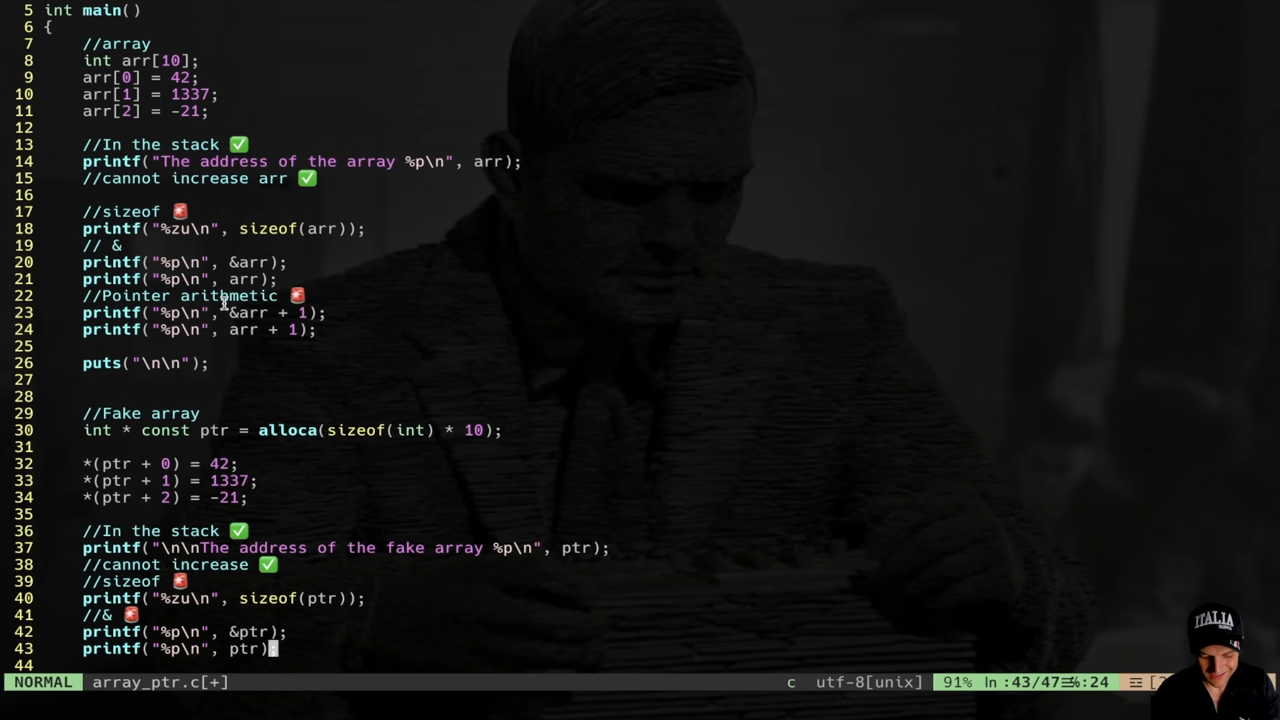 5 int main()
6 {
7 //array
8 int arr[10];
9 arr[0] = 42;
10 arr[1] = 1337;
11 arr[2] = -21;
12
13 //In the stack ✅
14 printf("The address of the array %p\n", arr);
15 //cannot increase arr ✅
16
17 //sizeof 🚨
18 printf("%zu\n", sizeof(arr));
19 // &
20 printf("%p\n", &arr);
21 printf("%p\n", arr);
22 //Pointer arithmetic 🚨
23 printf("%p\n", &arr + 1);
24 printf("%p\n", arr + 1);
25
26 puts("\n\n");
27
28
29 //Fake array
30 int * const ptr = alloca(sizeof(int) * 10);
31
32 *(ptr + 0) = 42;
33 *(ptr + 1) = 1337;
34 *(ptr + 2) = -21;
35
36 //In the stack ✅
37 printf("\n\nThe address of the fake array %p\n", ptr);
38 //cannot increase ✅
39 //sizeof 🚨
40 printf("%zu\n", sizeof(ptr));
41 //& 🚨
42 printf("%p\n", &ptr);
43 printf("%p\n", ptr);
44
NORMAL array_ptr.c[+] c utf-8[unix] 91% ln :43/47 ☰ :24
ITALIA